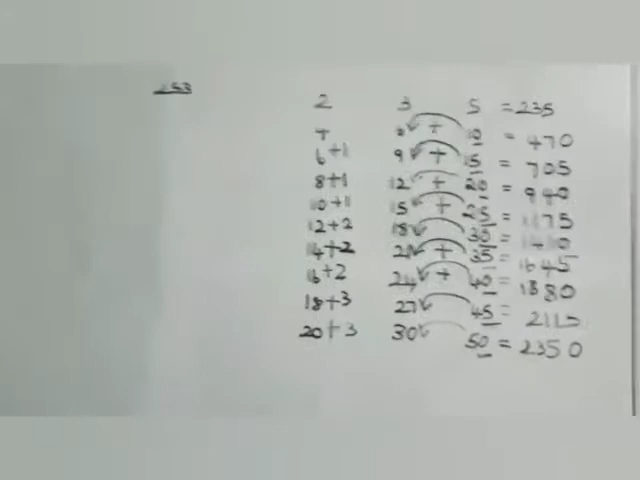 253
2 3 5 = 235
4 6 + 10 = 470
6+1 9 + 15 = 705
8+1 12 + 20 = 940
10+1 15 + 25 = 1175
12+2 18 30 = 1410
14+2 21 + 35 = 1645
16+2 24 + 40 = 1880
18+3 27 45 = 2115
20+3 30 50 = 2350